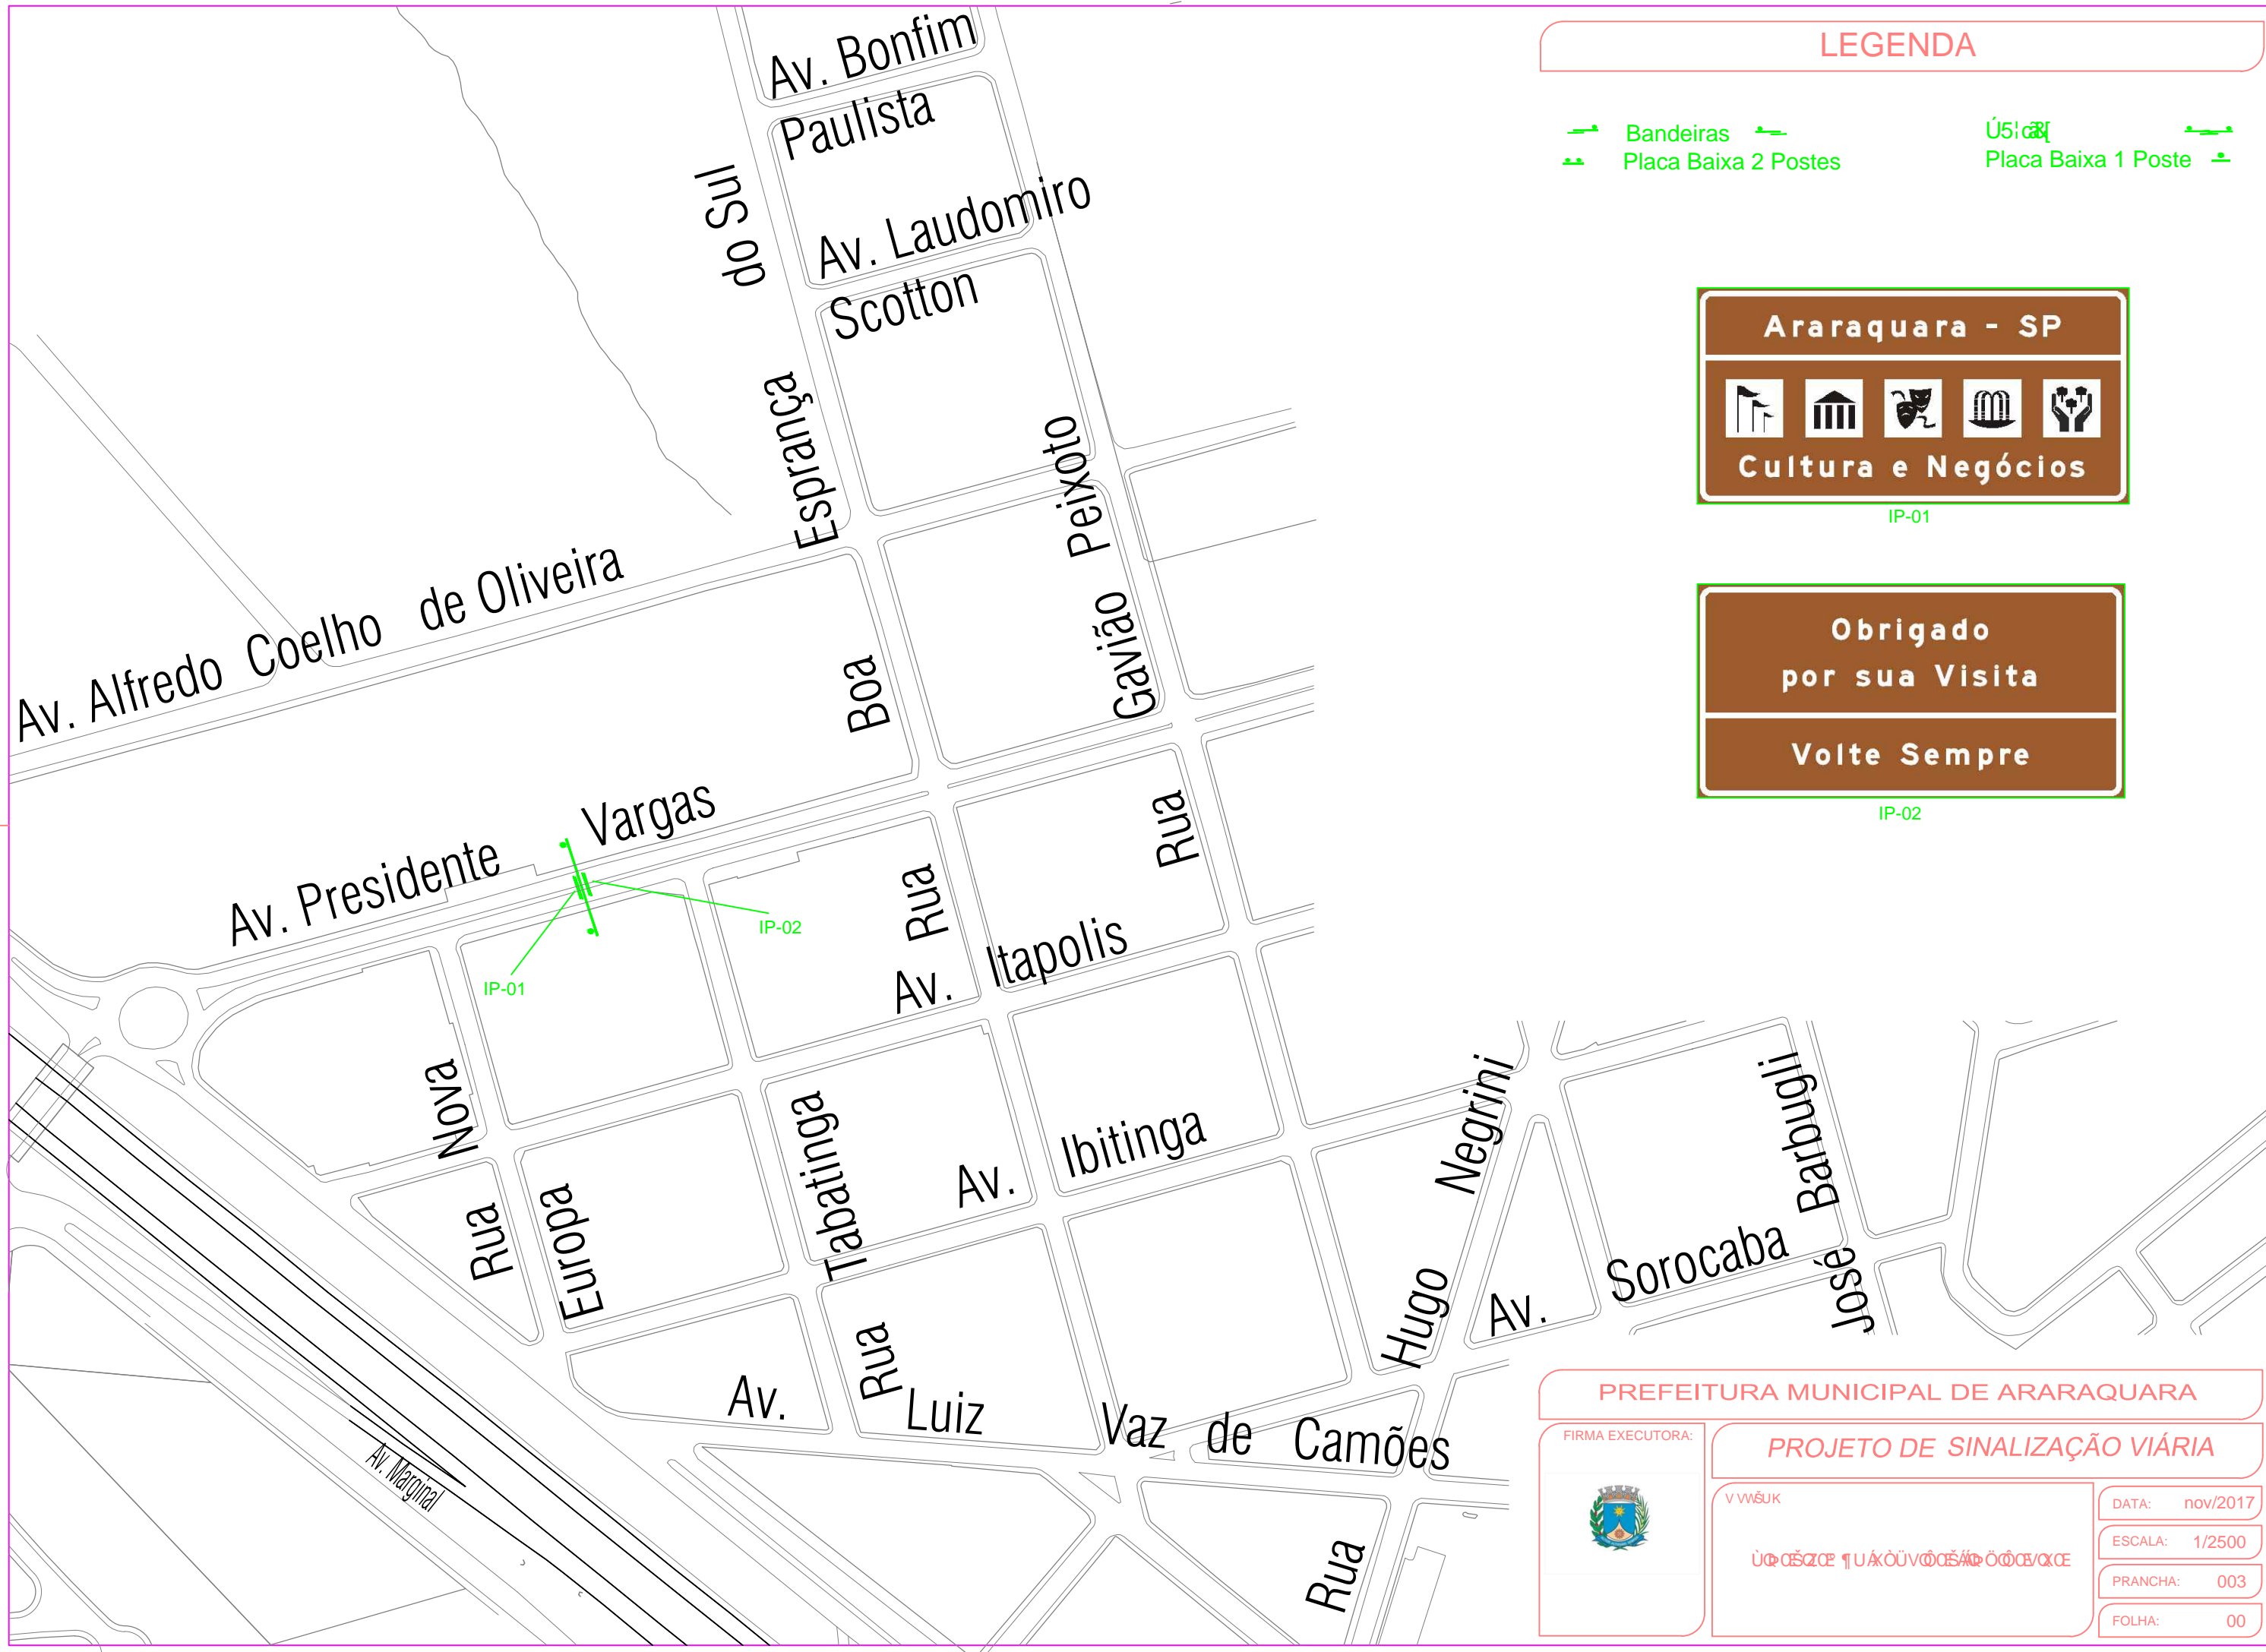 LEGENDA
Bandeiras
Placa Baixa 2 Postes
Placa Baixa 1 Poste
Araraquara - SP
Cultura e Negócios
IP-01
Obrigado
por sua Visita
Volte Sempre
IP-02
Av. Bonfim
Paulista
Av. Laudomiro
Scotton
do Sul
Esprança
Boa
Rua
Peixoto
Gavião
Rua
Av. Alfredo Coelho de Oliveira
Av. Presidente Vargas
IP-01
IP-02
Av. Itapolis
Nova
Rua
Europa
Tabatinga
Rua
Av. Ibitinga
Negrini
Hugo
Rua
Barbugli
José
Av. Sorocaba
Av. Luiz Vaz de Camões
Av. Marginal
PREFEITURA MUNICIPAL DE ARARAQUARA
FIRMA EXECUTORA:
PROJETO DE SINALIZAÇÃO VIÁRIA
DATA: nov/2017
ESCALA: 1/2500
PRANCHA: 003
FOLHA: 00